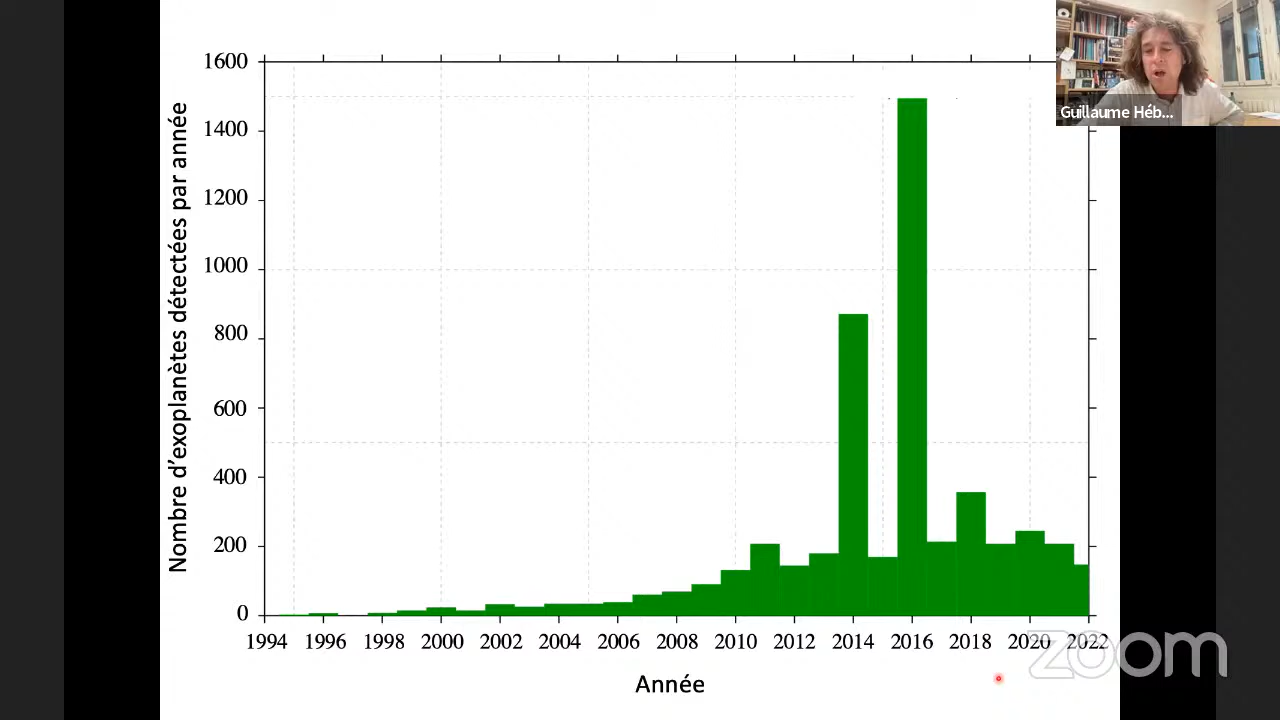 1600
1400
1200
1000
800
600
400
200
0
Nombre d'exoplanètes détectées par année
1994 1996 1998 2000 2002 2004 2006 2008 2010 2012 2014 2016 2018 2020 2022
Année
Guillaume Héb...
zoom